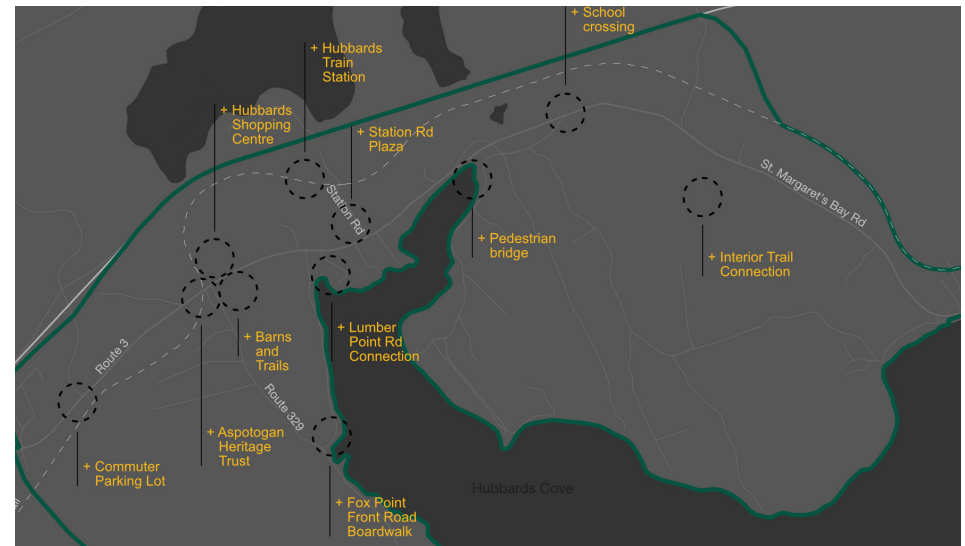 + School
crossing
+ Hubbards
Train
Station
+ Hubbards
Shopping
Centre
+ Station Rd
Plaza
Station Rd
St. Margaret's Bay Rd
+ Pedestrian
bridge
+ Interior Trail
Connection
+ Barns
and
Trails
+ Lumber
Point Rd
Connection
Route 3
Route 329
+ Aspotogan
Heritage
Trust
+ Commuter
Parking Lot
Hubbards Cove
+ Fox Point
Front Road
Boardwalk